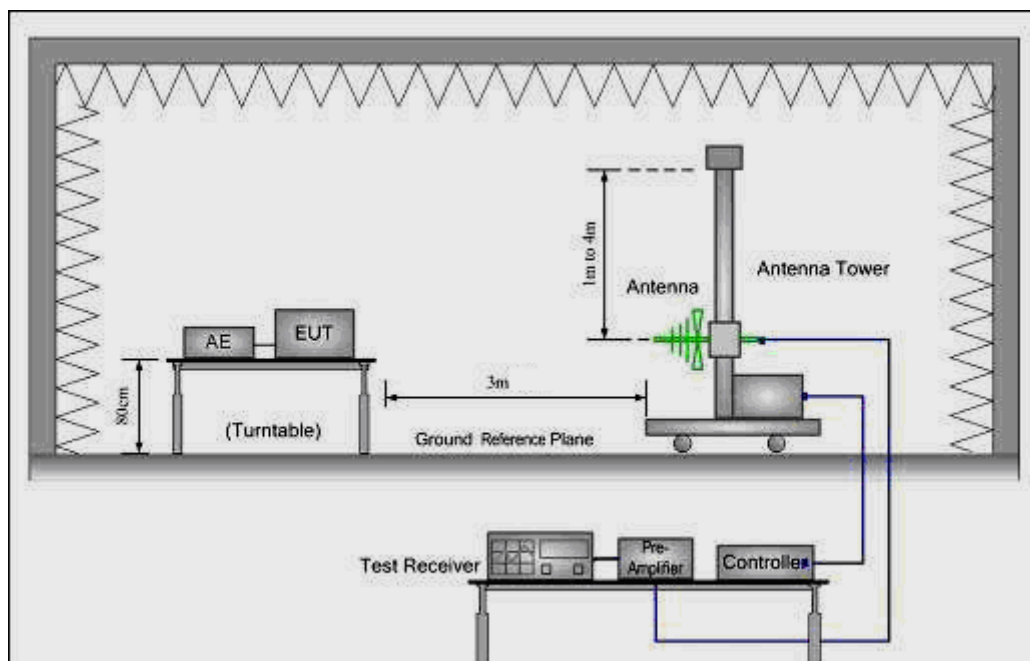 1m to 4m
Antenna
Antenna Tower
AE
EUT
80cm
3m
(Turntable)
Ground Reference Plane
Test Receiver
Pre-
Amplifier
Controller